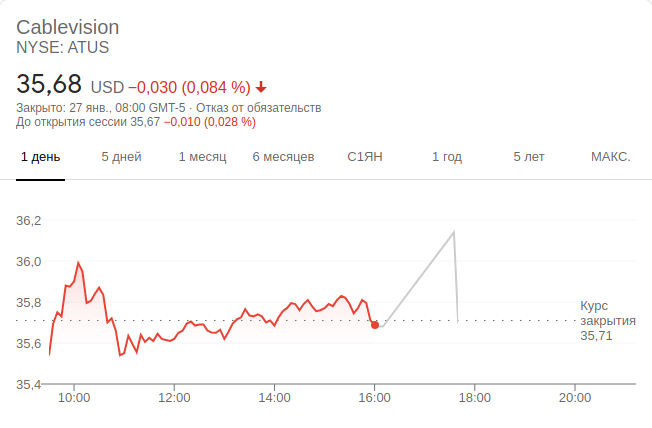 Cablevision
NYSE: ATUS
35,68 USD −0,030 (0,084 %)
Закрыто: 27 янв., 08:00 GMT-5 · Отказ от обязательств
До открытия сессии 35,67 −0,010 (0,028 %)
1 день 5 дней 1 месяц 6 месяцев С1ЯН 1 год 5 лет МАКС.
36,2
36,0
35,8
35,6
35,4
Курс
закрытия
35,71
10:00 12:00 14:00 16:00 18:00 20:00